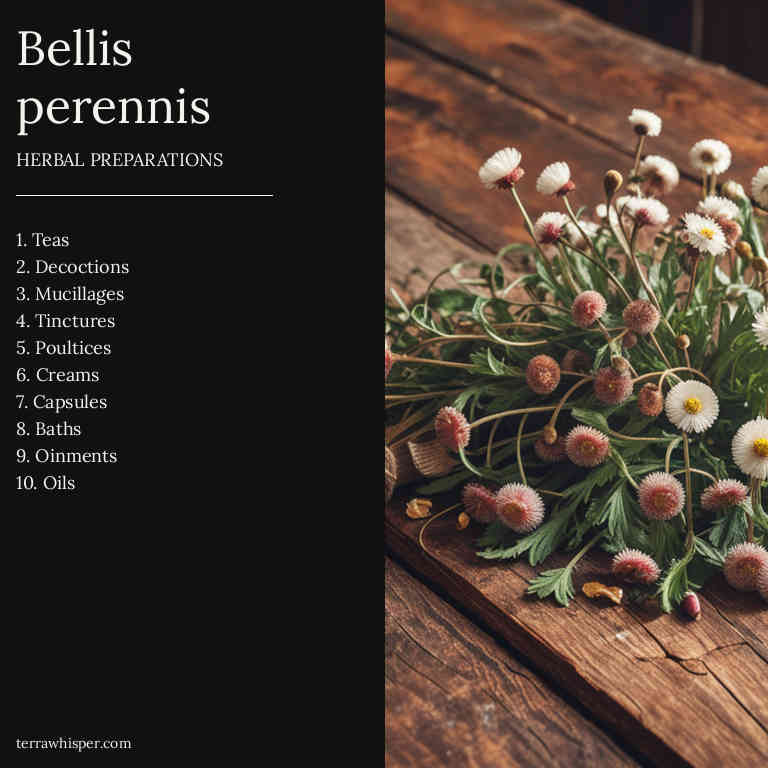 Bellis
perennis
HERBAL PREPARATIONS
1. Teas
2. Decoctions
3. Mucillages
4. Tinctures
5. Poultices
6. Creams
7. Capsules
8. Baths
9. Oinments
10. Oils
terrawhisper.com